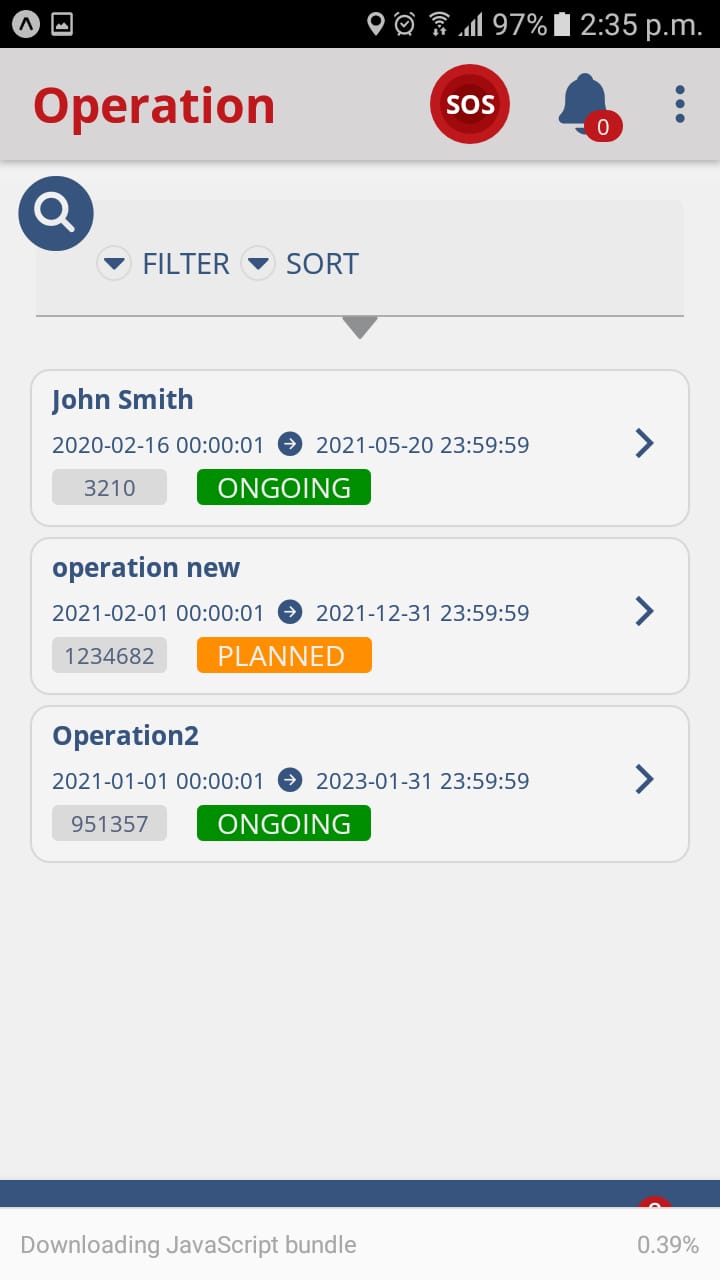 97% 2:35 p.m.
Operation
SOS
0
FILTER SORT
John Smith
2020-02-16 00:00:01 2021-05-20 23:59:59
3210 ONGOING
operation new
2021-02-01 00:00:01 2021-12-31 23:59:59
1234682 PLANNED
Operation2
2021-01-01 00:00:01 2023-01-31 23:59:59
951357 ONGOING
Downloading JavaScript bundle 0.39%